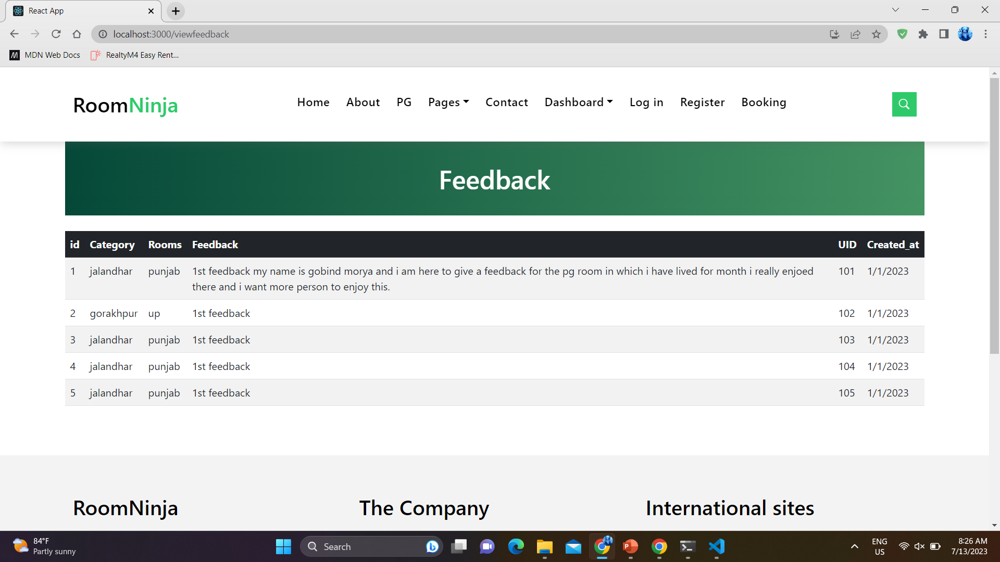 React App
localhost:3000/viewfeedback
MDN Web Docs RealtyM4 Easy Rent...
RoomNinja Home About PG Pages Contact Dashboard Log in Register Booking
Feedback
id Category Rooms Feedback UID Created_at
1 jalandhar punjab 1st feedback my name is gobind morya and i am here to give a feedback for the pg room in which i have lived for month i really enjoed 101 1/1/2023
there and i want more person to enjoy this.
2 gorakhpur up 1st feedback 102 1/1/2023
3 jalandhar punjab 1st feedback 103 1/1/2023
4 jalandhar punjab 1st feedback 104 1/1/2023
5 jalandhar punjab 1st feedback 105 1/1/2023
RoomNinja The Company International sites
84°F
Partly sunny
Search
ENG
US
8:26 AM
7/13/2023